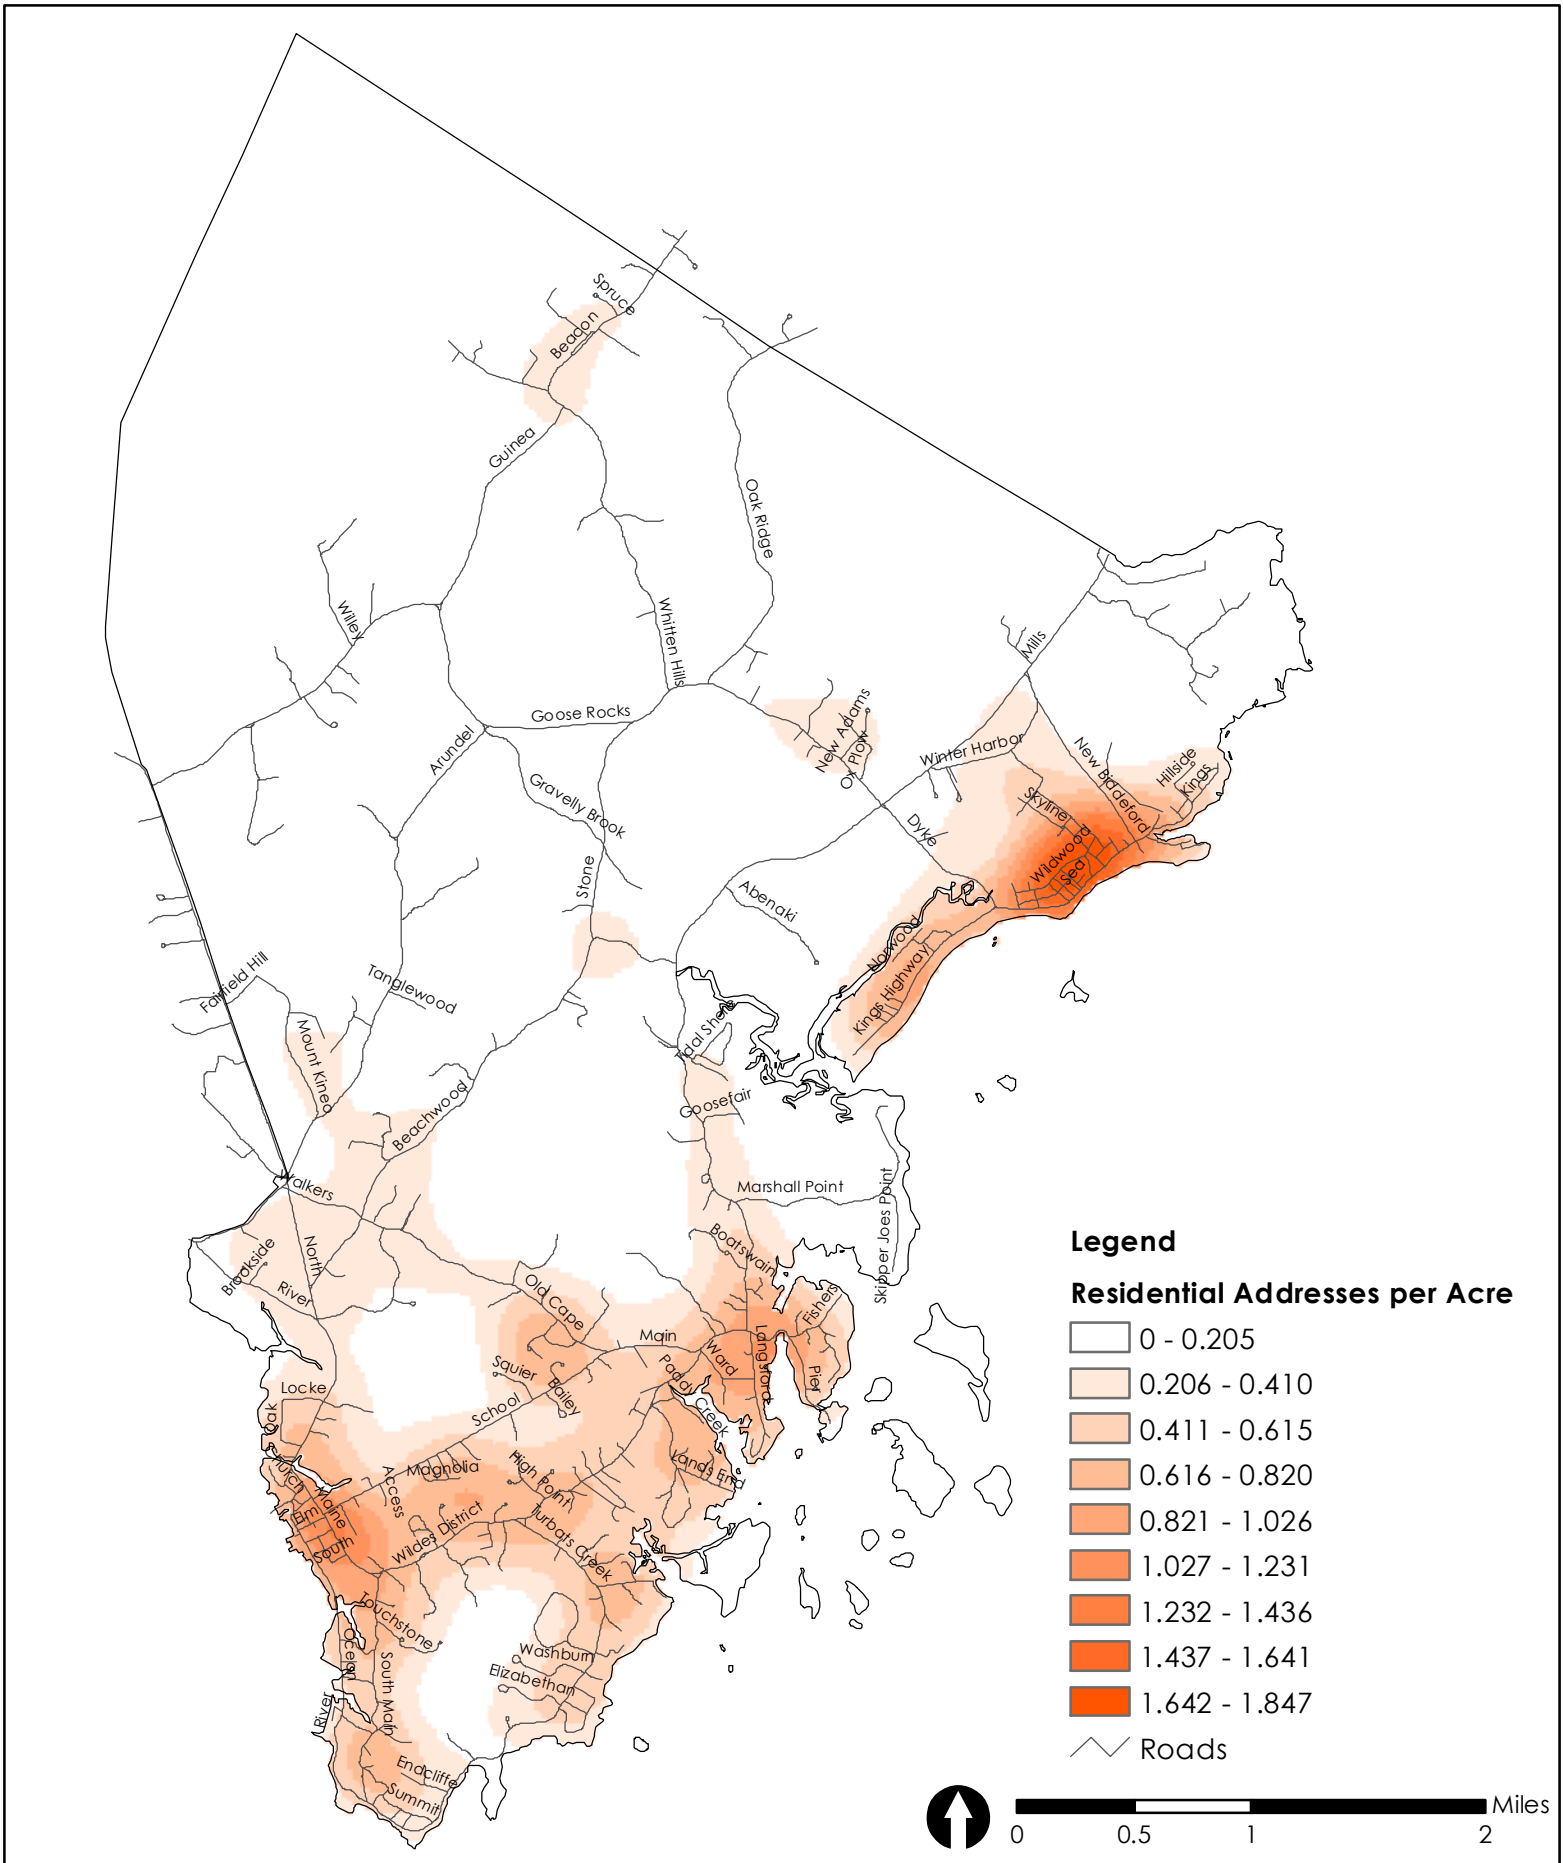 Spruce
Beacon
Guinea
Oak Ridge
Willey
Whitten Hills
Mills
Goose Rocks
New Adams
Ox Plow
Arundel
Winter Harbor
New Biddeford
Hillside
Kings
Gravelly Brook
Skyline
Dyke
Wildwood
Sea
Stone
Abenaki
Norwood
Kings Highway
Fairfield Hill
Tanglewood
Tidal Shore
Mount Kineo
Beachwood
Goosefair
Walkers
Marshall Point
Skipper Joes Point
North
Brookside
River
Boatswain
Old Cape
Fishers
Main
Langsford
Ward
Pier
Squier
Bailey
Paddy Creek
Locke
School
Oak
Lands End
Magnolia
High Point
Access
Maine
Elm
South
Wildes District
Turbats Creek
Touchstone
Ocean
South Main
Washburn
Elizabethan
River
Endcliffe
Summit
Legend
Residential Addresses per Acre
0 - 0.205
0.206 - 0.410
0.411 - 0.615
0.616 - 0.820
0.821 - 1.026
1.027 - 1.231
1.232 - 1.436
1.437 - 1.641
1.642 - 1.847
Roads
Miles
0 0.5 1 2